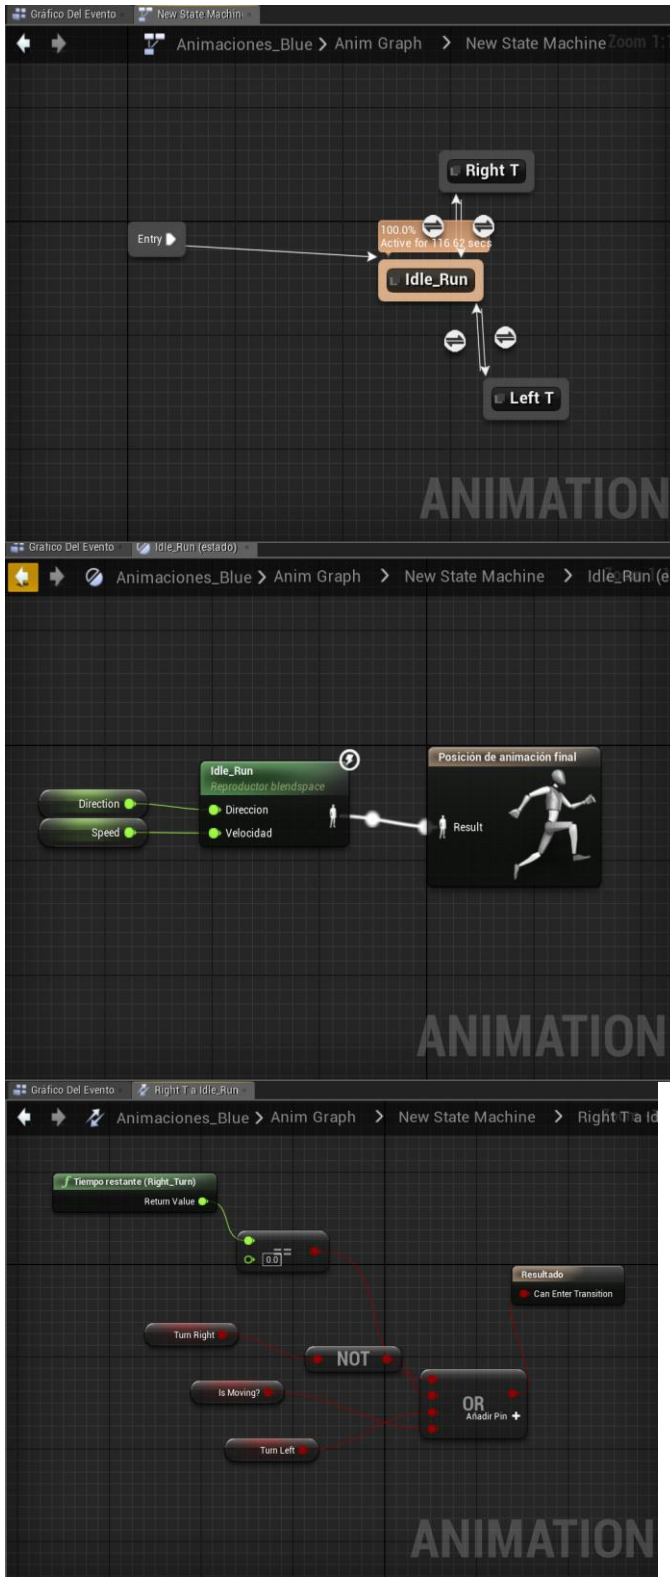 Gráfico Del Evento
New State Machin
Animaciones_Blue > Anim Graph > New State Machine
Zoom 1:
Right T
Entry
100.0%
Active for 116.62 secs
Idle_Run
Left T
ANIMATION
Grafico Del Evento
Idle_Run (estado)
Animaciones_Blue > Anim Graph > New State Machine > Idle_Run (e
Idle_Run
Reproductor blendspace
Direction
Direccion
Speed
Velocidad
Posición de animación final
Result
ANIMATION
Gráfico Del Evento
Right T a Idle_Run
Animaciones_Blue > Anim Graph > New State Machine > Right T a Id
f Tiempo restante (Right_Turn)
Return Value
==
0.0
Resultado
Can Enter Transition
Turn Right
NOT
Is Moving?
OR
Añadir Pin +
Turn Left
ANIMATION